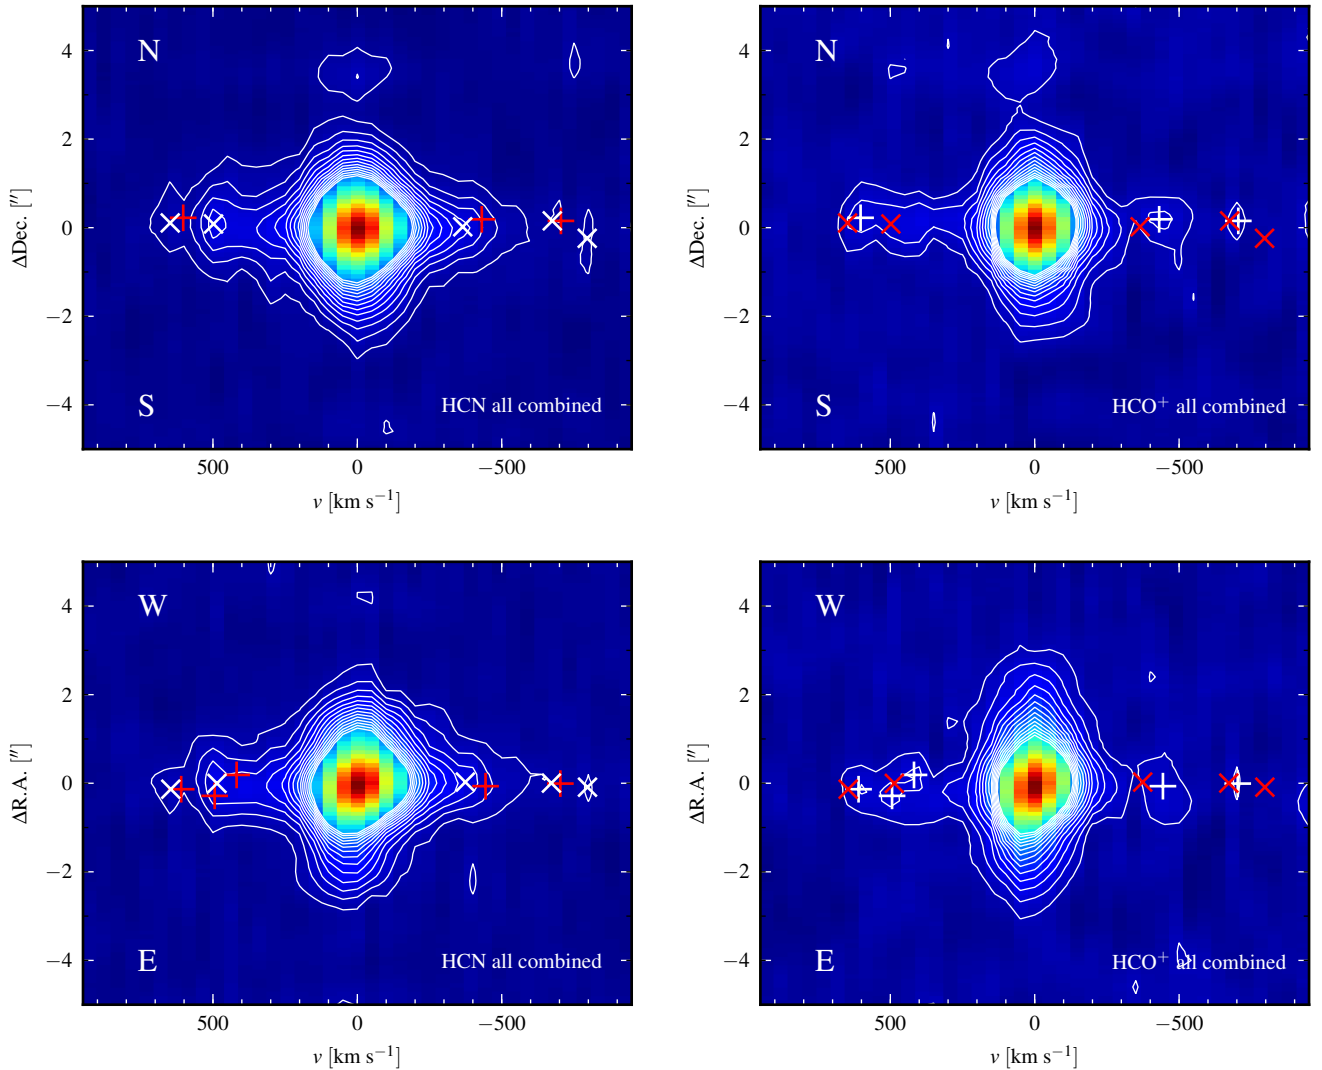 N
4
2
0
−2
−4
ΔDec. [″]
S
HCN all combined
500
0
−500
v [km s⁻¹]
N
4
2
0
−2
−4
ΔDec. [″]
S
HCO⁺ all combined
500
0
−500
v [km s⁻¹]
W
4
2
0
−2
−4
ΔR.A. [″]
E
HCN all combined
500
0
−500
v [km s⁻¹]
W
4
2
0
−2
−4
ΔR.A. [″]
E
HCO⁺ all combined
500
0
−500
v [km s⁻¹]